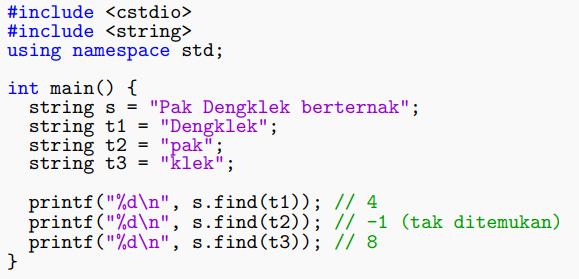 #include <cstdio>
#include <string>
using namespace std;

int main() {
  string s = "Pak Dengklek berternak";
  string t1 = "Dengklek";
  string t2 = "pak";
  string t3 = "klek";

  printf("%d\n", s.find(t1)); // 4
  printf("%d\n", s.find(t2)); // -1 (tak ditemukan)
  printf("%d\n", s.find(t3)); // 8
}